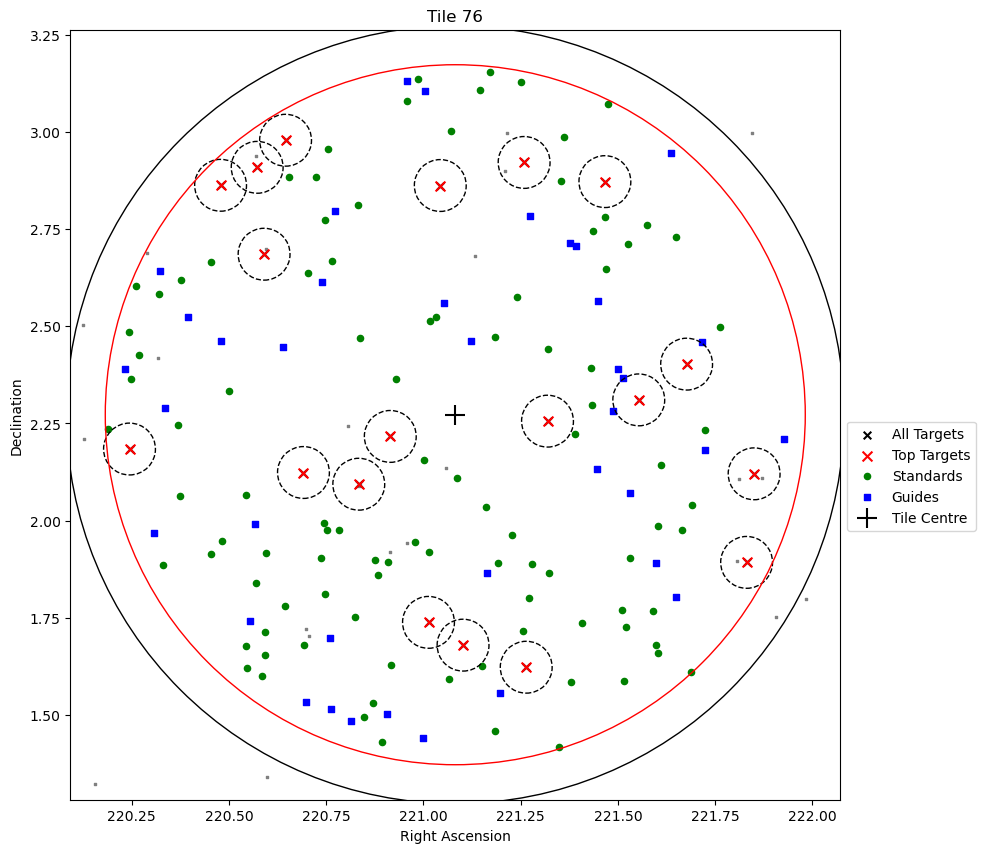 Tile 76
3.25
3.00
2.75
2.50
2.25
2.00
1.75
1.50
Declination
220.25 220.50 220.75 221.00 221.25 221.50 221.75 222.00
Right Ascension
All Targets
Top Targets
Standards
Guides
Tile Centre